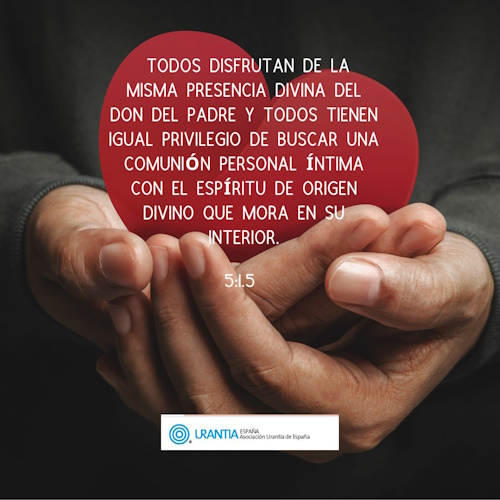 TODOS DISFRUTAN DE LA
MISMA PRESENCIA DIVINA DEL
DON DEL PADRE Y TODOS TIENEN
IGUAL PRIVILEGIO DE BUSCAR UNA
COMUNIÓN PERSONAL ÍNTIMA
CON EL ESPÍRITU DE ORIGEN
DIVINO QUE MORA EN SU
INTERIOR.
5:1.5
URANTIA ESPAÑA
Asociación Urantia de España